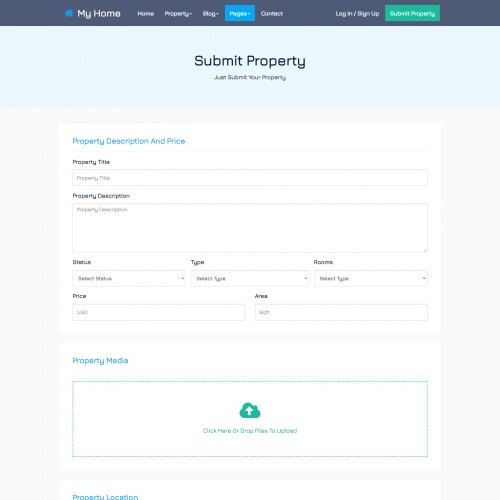 My Home Home Property Blog Pages Contact Log In / Sign Up Submit Property
Submit Property
Just Submit Your Property
Property Description And Price
Property Title
Property Title
Property Description
Property Description
Status Type Rooms
Select Status Select Type Select Type
Price Area
USD Sqft
Property Media
Click Here Or Drop Files To Upload
Property Location